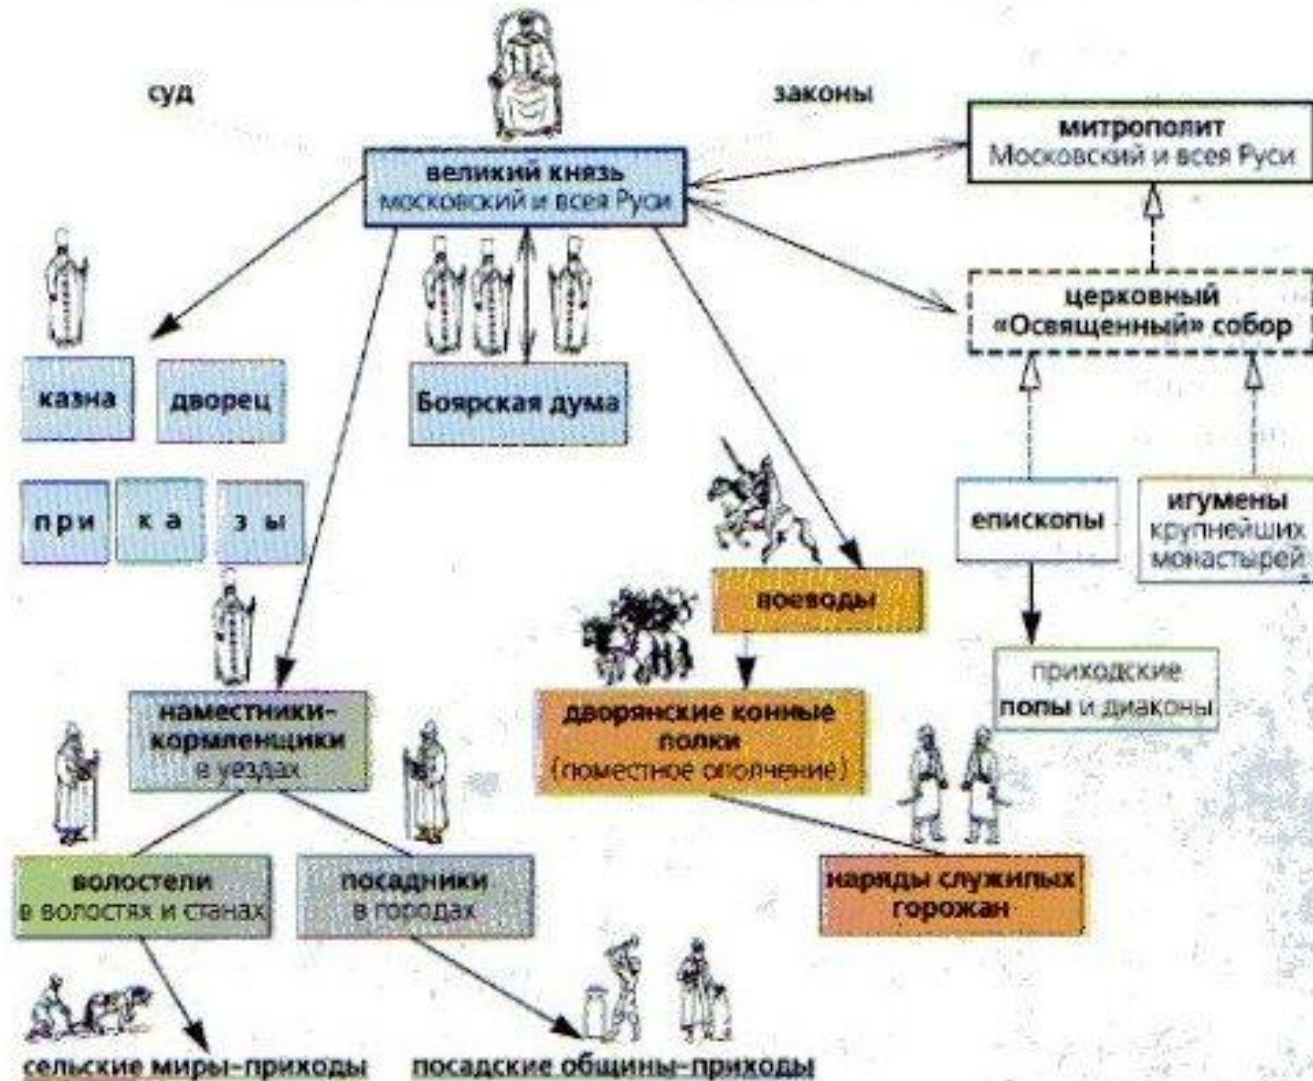 суд
законы
великий князь
московский и всея Руси
митрополит
Московский и всея Руси
церковный
«Освященный» собор
казна
дворец
Боярская дума
при ка зы
епископы
игумены
крупнейших
монастырей
воеводы
приходские
попы и диаконы
наместники-
кормленщики
в уездах
дворянские конные
полки
(поместное ополчение)
волостели
в волостях и станах
посадники
в городах
наряды служилых
горожан
сельские миры-приходы
посадские общины-приходы